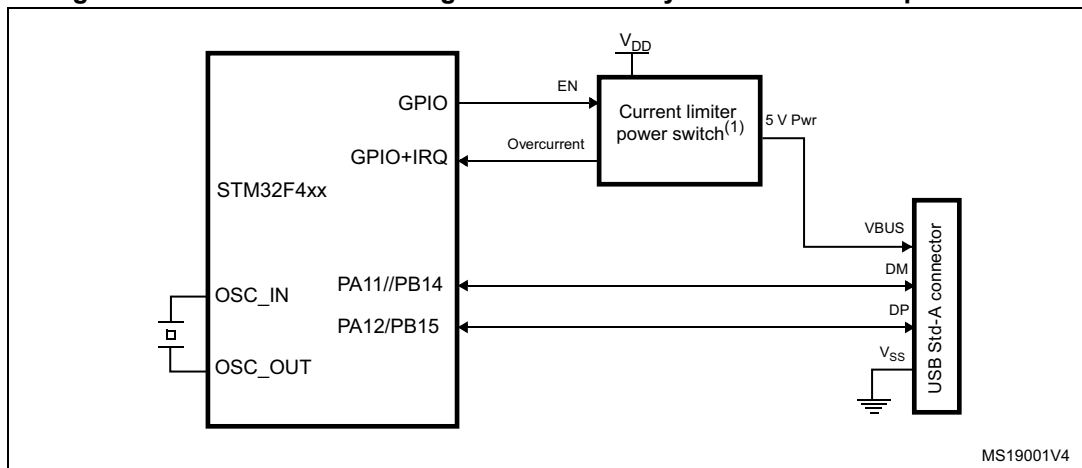 V_DD
GPIO
EN
Current limiter
power switch(1)
5 V Pwr
GPIO+IRQ
Overcurrent
STM32F4xx
VBUS
OSC_IN
PA11//PB14
DM
PA12/PB15
DP
OSC_OUT
V_SS
USB Std-A connector
MS19001V4